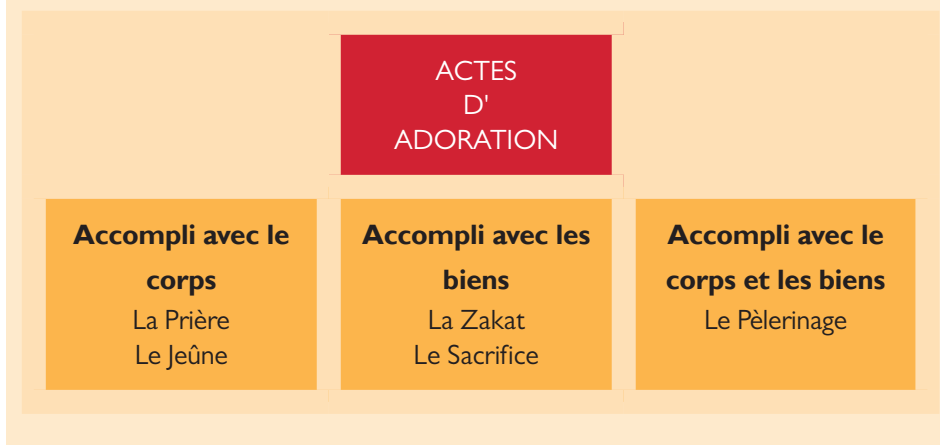 ACTES
D'
ADORATION
Accompli avec le
corps
La Prière
Le Jeûne
Accompli avec les
biens
La Zakat
Le Sacrifice
Accompli avec le
corps et les biens
Le Pèlerinage